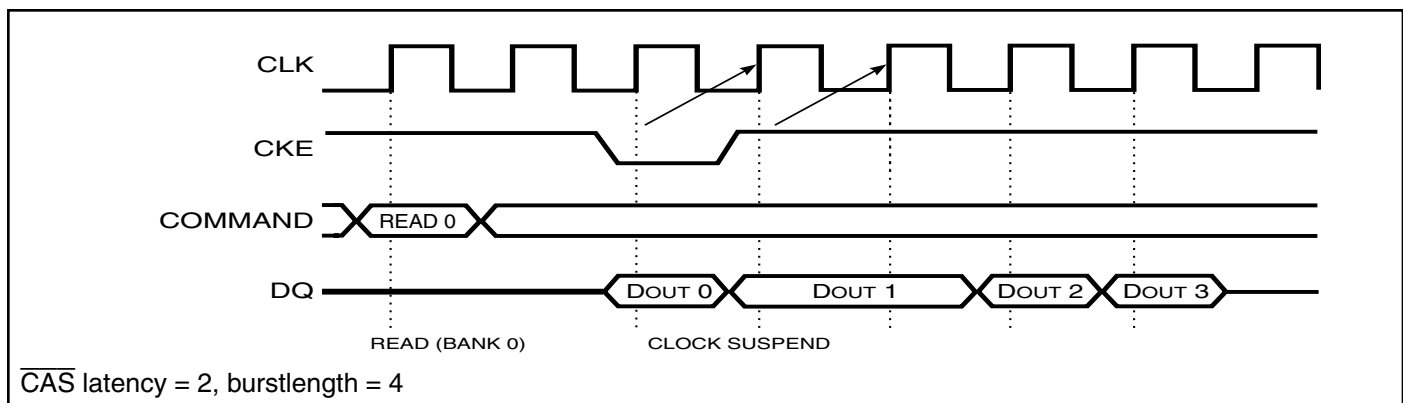 CLK
CKE
COMMAND
READ 0
DQ
DOUT 0
DOUT 1
DOUT 2
DOUT 3
READ (BANK 0)
CLOCK SUSPEND
CAS latency = 2, burstlength = 4